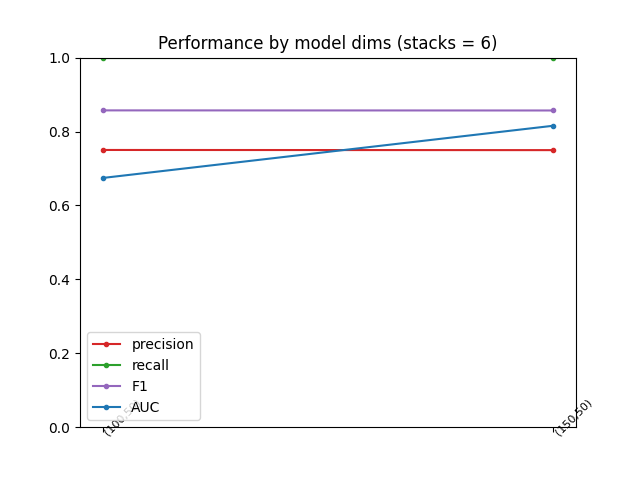 Performance by model dims (stacks = 6)
1.0
0.8
0.6
0.4
0.2
0.0
precision
recall
F1
AUC
(150,50)